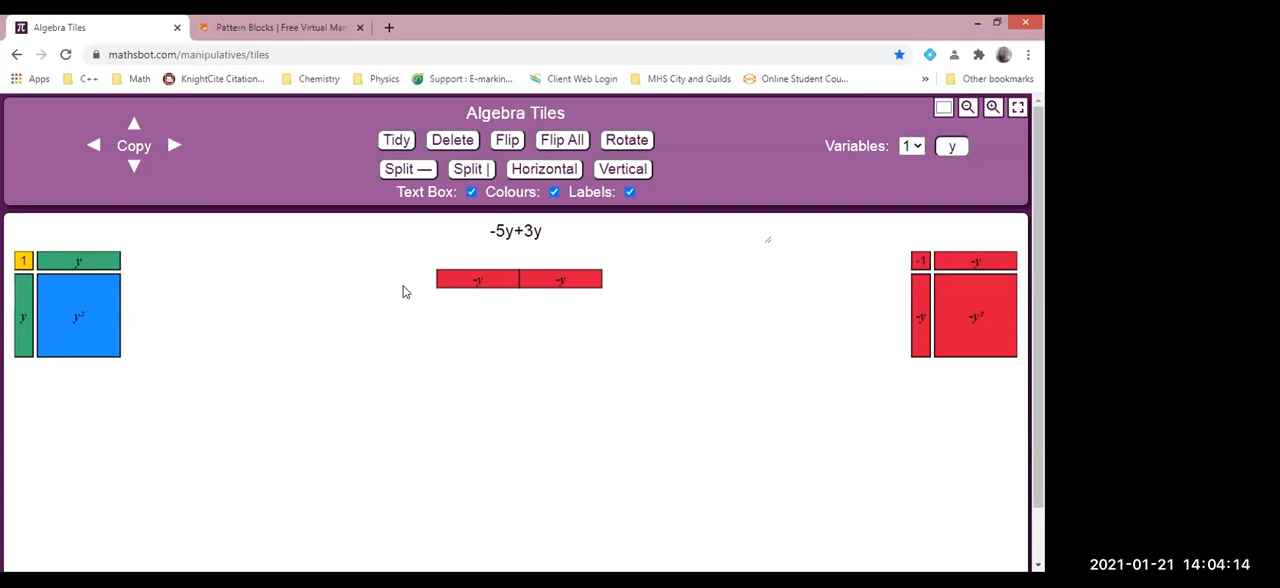 Algebra Tiles
Pattern Blocks | Free Virtual Man
mathsbot.com/manipulatives/tiles
Apps C++ Math KnightCite Citation... Chemistry Physics Support : E-markin... Client Web Login MHS City and Guilds Online Student Cou... » Other bookmarks
Algebra Tiles
Copy
Tidy Delete Flip Flip All Rotate
Variables: 1 y
Split — Split | Horizontal Vertical
Text Box: Colours: Labels:
-5y+3y
1 y
-y -y
-1 -y
y y²
-y -y²
2021-01-21 14:04:14